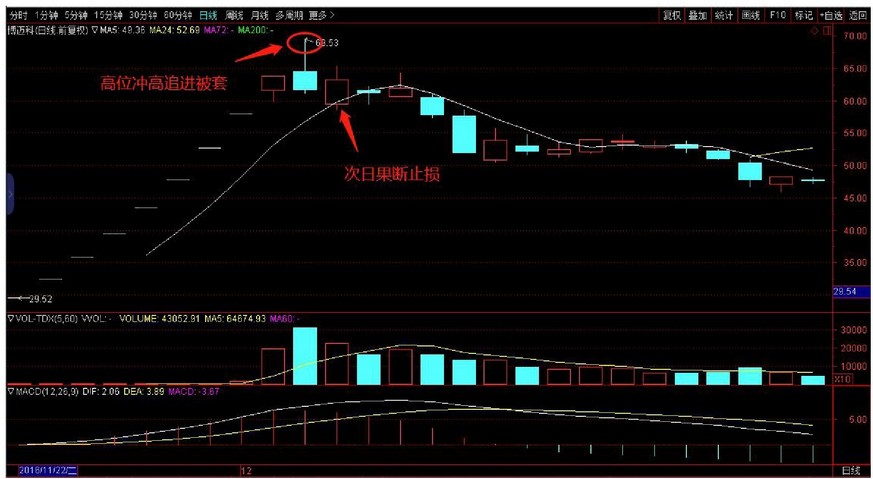 分时 1分钟 5分钟 15分钟 30分钟 60分钟 日线 周线 月线 多周期 更多> 复权 叠加 统计 画线 F10 标记 +自选 返回
博迈科(日线.前复权) ▽MA5: 49.36 MA24: 52.69 MA72: - MA200: -
70.00
69.53
65.00
高位冲高追进被套
60.00
55.00
次日果断止损
50.00
45.00
40.00
35.00
29.54
29.52
▽VOL-TDX(5,60) VVOL: - VOLUME: 43052.91 MA5: 64674.93 MA60: -
30000
20000
10000
X10
▽MACD(12,26,9) DIF: 2.06 DEA: 3.89 MACD: -3.67
5.00
2016/11/22/二 12 日线